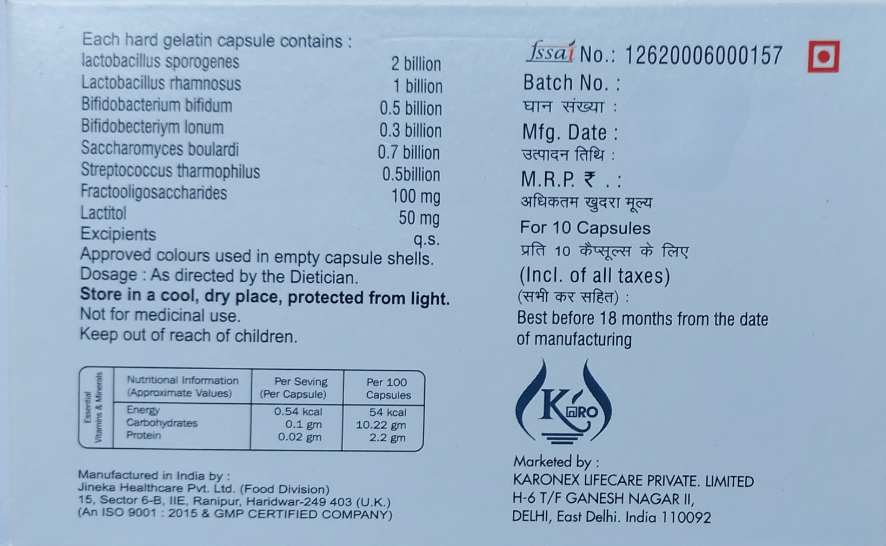 Each hard gelatin capsule contains :
lactobacillus sporogenes 2 billion
Lactobacillus rhamnosus 1 billion
Bifidobacterium bifidum 0.5 billion
Bifidobecteriym lonum 0.3 billion
Saccharomyces boulardi 0.7 billion
Streptococcus tharmophilus 0.5billion
Fractooligosaccharides 100 mg
Lactitol 50 mg
Excipients q.s.
Approved colours used in empty capsule shells.
Dosage : As directed by the Dietician.
Store in a cool, dry place, protected from light.
Not for medicinal use.
Keep out of reach of children.
Essential
Vitamins & Minerals
Nutritional Information Per Seving Per 100
(Approximate Values) (Per Capsule) Capsules
Energy 0.54 kcal 54 kcal
Carbohydrates 0.1 gm 10.22 gm
Protein 0.02 gm 2.2 gm
Manufactured in India by :
Jineka Healthcare Pvt. Ltd. (Food Division)
15, Sector 6-B, IIE, Ranipur, Haridwar-249 403 (U.K.)
(An ISO 9001 : 2015 & GMP CERTIFIED COMPANY)
fssai No.: 12620006000157
Batch No. :
घान संख्या :
Mfg. Date :
उत्पादन तिथि :
M.R.P. ₹ . :
अधिकतम खुदरा मूल्य
For 10 Capsules
प्रति 10 कैप्सूल्स के लिए
(Incl. of all taxes)
(सभी कर सहित) :
Best before 18 months from the date
of manufacturing
KARO
Marketed by :
KARONEX LIFECARE PRIVATE. LIMITED
H-6 T/F GANESH NAGAR II,
DELHI, East Delhi. India 110092